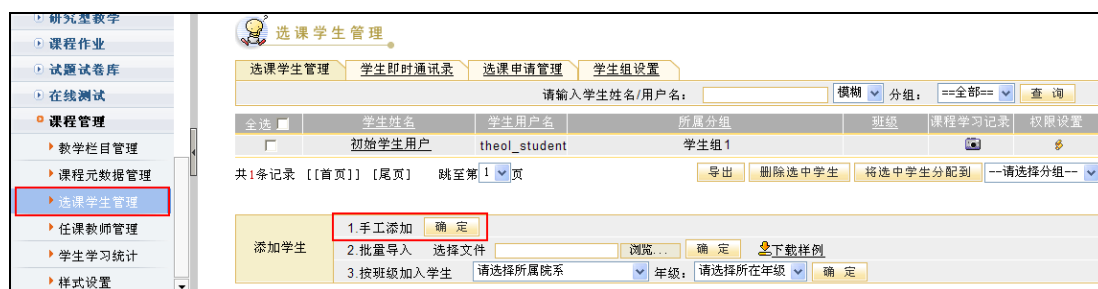 研究型教学
课程作业
试题试卷库
在线测试
课程管理
教学栏目管理
课程元数据管理
选课学生管理
任课教师管理
学生学习统计
样式设置
选课学生管理
选课学生管理 学生即时通讯录 选课申请管理 学生组设置
请输入学生姓名/用户名： 模糊 分组： ==全部== 查 询
全选 学生姓名 学生用户名 所属分组 班级 课程学习记录 权限设置
初始学生用户 theol_student 学生组1
共1条记录 [[首页]] [尾页] 跳至第 1 页 导出 删除选中学生 将选中学生分配到 --请选择分组--
添加学生
1.手工添加 确 定
2.批量导入 选择文件 浏览... 确 定 下载样例
3.按班级加入学生 请选择所属院系 年级： 请选择所在年级 确 定